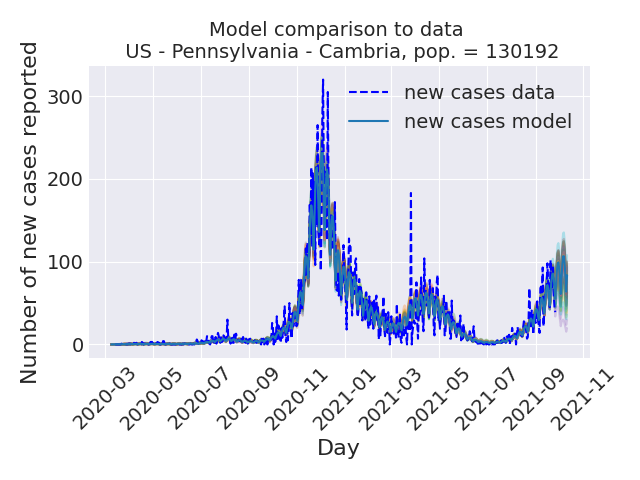 Model comparison to data
US - Pennsylvania - Cambria, pop. = 130192
Number of new cases reported
300
200
100
0
new cases data
new cases model
2020-03
2020-05
2020-07
2020-09
2020-11
2021-01
2021-03
2021-05
2021-07
2021-09
2021-11
Day